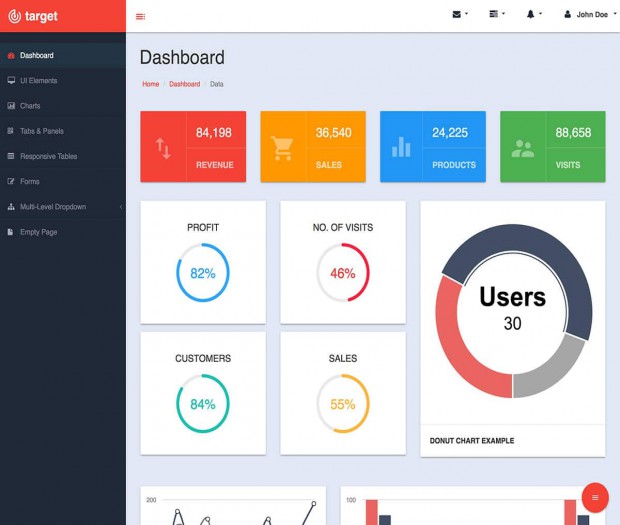 target
John Doe
Dashboard
UI Elements
Charts
Tabs & Panels
Responsive Tables
Forms
Multi-Level Dropdown
Empty Page
Dashboard
Home / Dashboard / Data
84,198
REVENUE
36,540
SALES
24,225
PRODUCTS
88,658
VISITS
PROFIT
82%
NO. OF VISITS
46%
CUSTOMERS
84%
SALES
55%
Users
30
DONUT CHART EXAMPLE
200
100